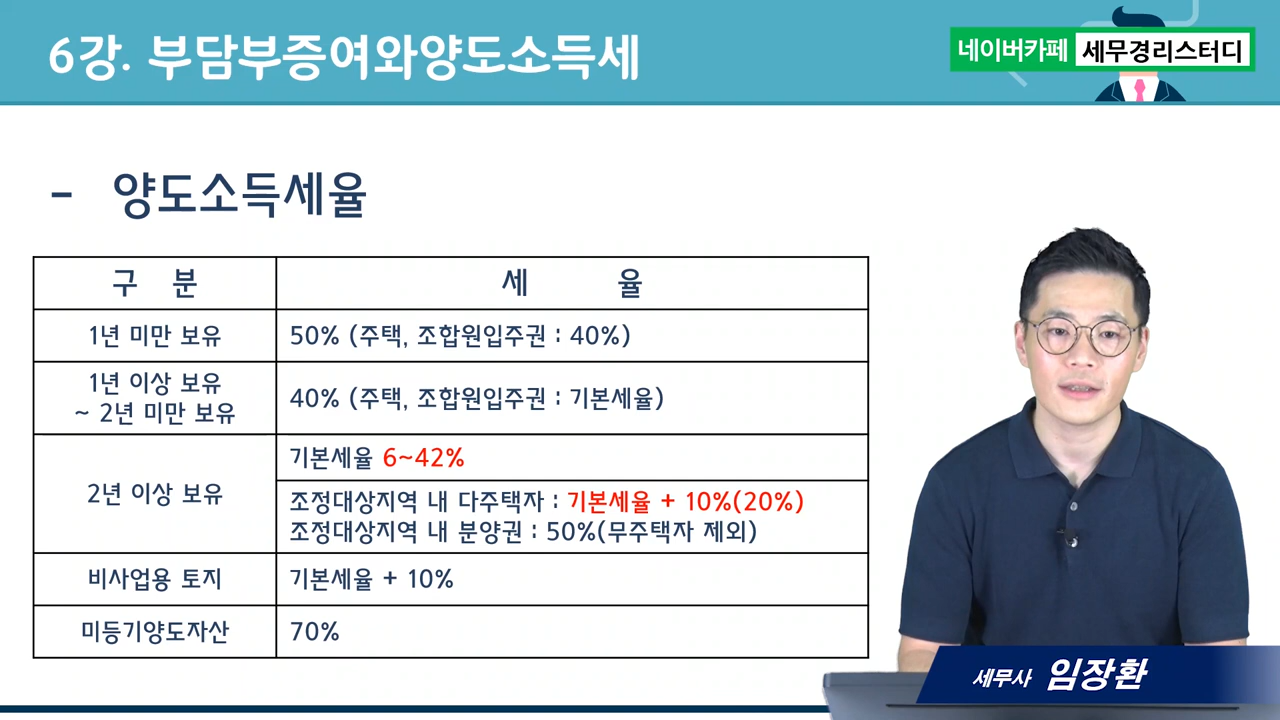 6강. 부담부증여와양도소득세
네이버카페 세무경리스터디
- 양도소득세율
구 분
세 율
1년 미만 보유
50% (주택, 조합원입주권 : 40%)
1년 이상 보유
~ 2년 미만 보유
40% (주택, 조합원입주권 : 기본세율)
2년 이상 보유
기본세율 6~42%
조정대상지역 내 다주택자 : 기본세율 + 10%(20%)
조정대상지역 내 분양권 : 50%(무주택자 제외)
비사업용 토지
기본세율 + 10%
미등기양도자산
70%
세무사 임장환